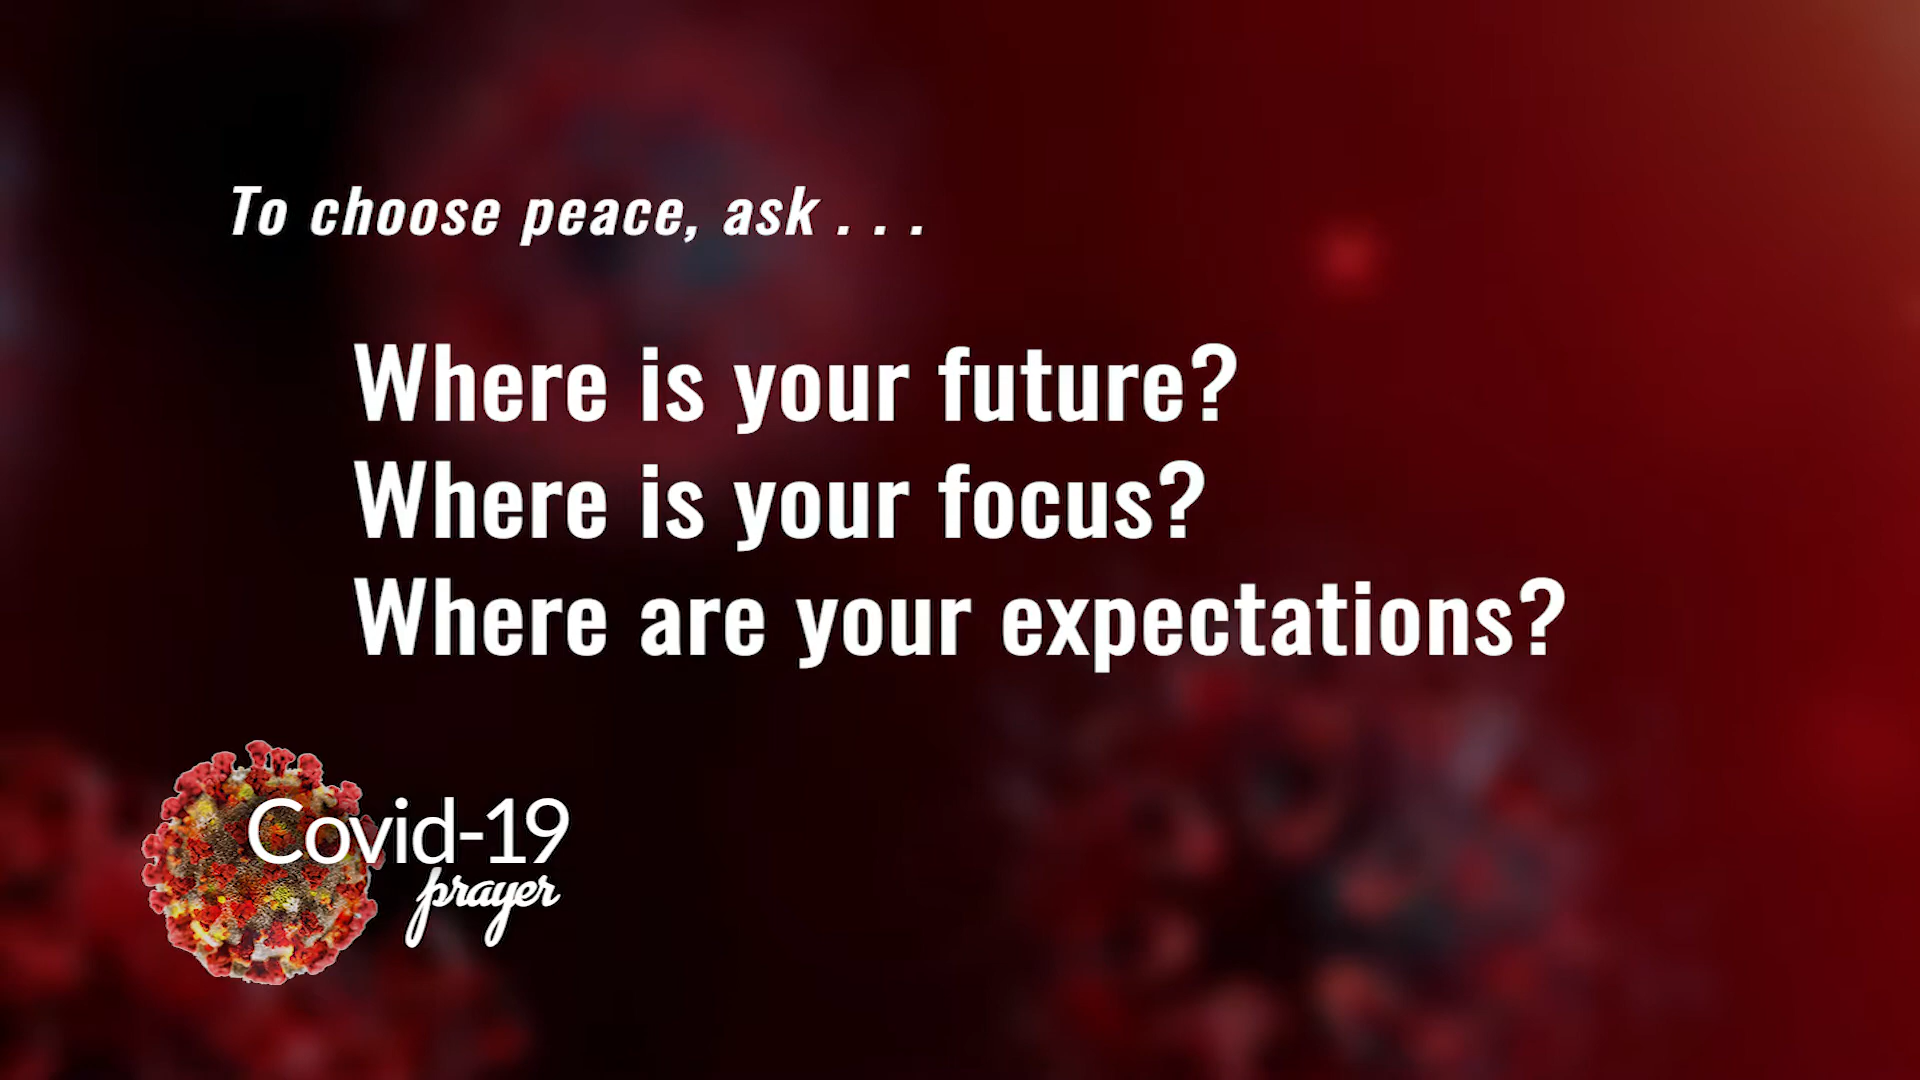 To choose peace, ask . . .
Where is your future?
Where is your focus?
Where are your expectations?
Covid-19
prayer